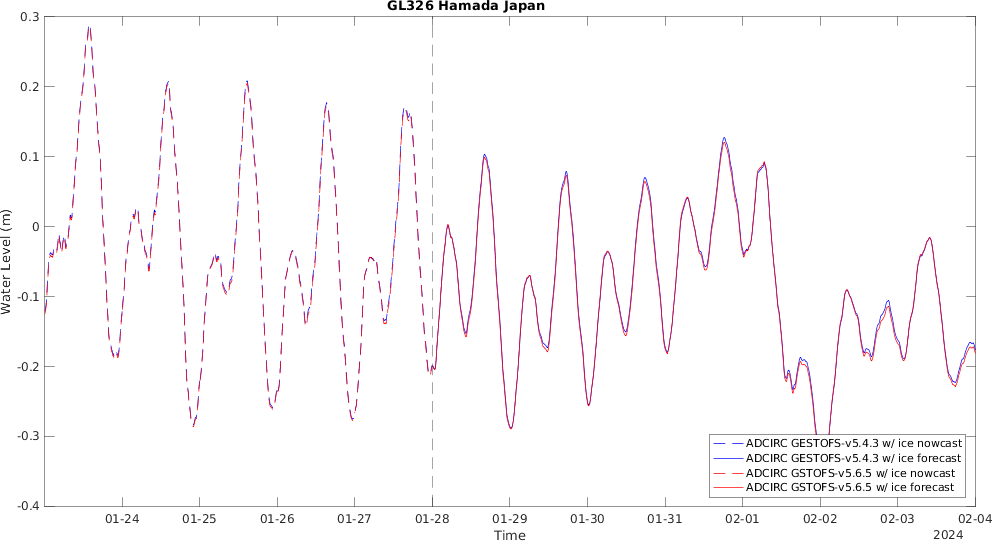 GL326 Hamada Japan
0.3
0.2
0.1
0
-0.1
-0.2
-0.3
-0.4
Water Level (m)
ADCIRC GESTOFS-v5.4.3 w/ ice nowcast
ADCIRC GESTOFS-v5.4.3 w/ ice forecast
ADCIRC GSTOFS-v5.6.5 w/ ice nowcast
ADCIRC GSTOFS-v5.6.5 w/ ice forecast
01-24 01-25 01-26 01-27 01-28 01-29 01-30 01-31 02-01 02-02 02-03 02-04
Time
2024